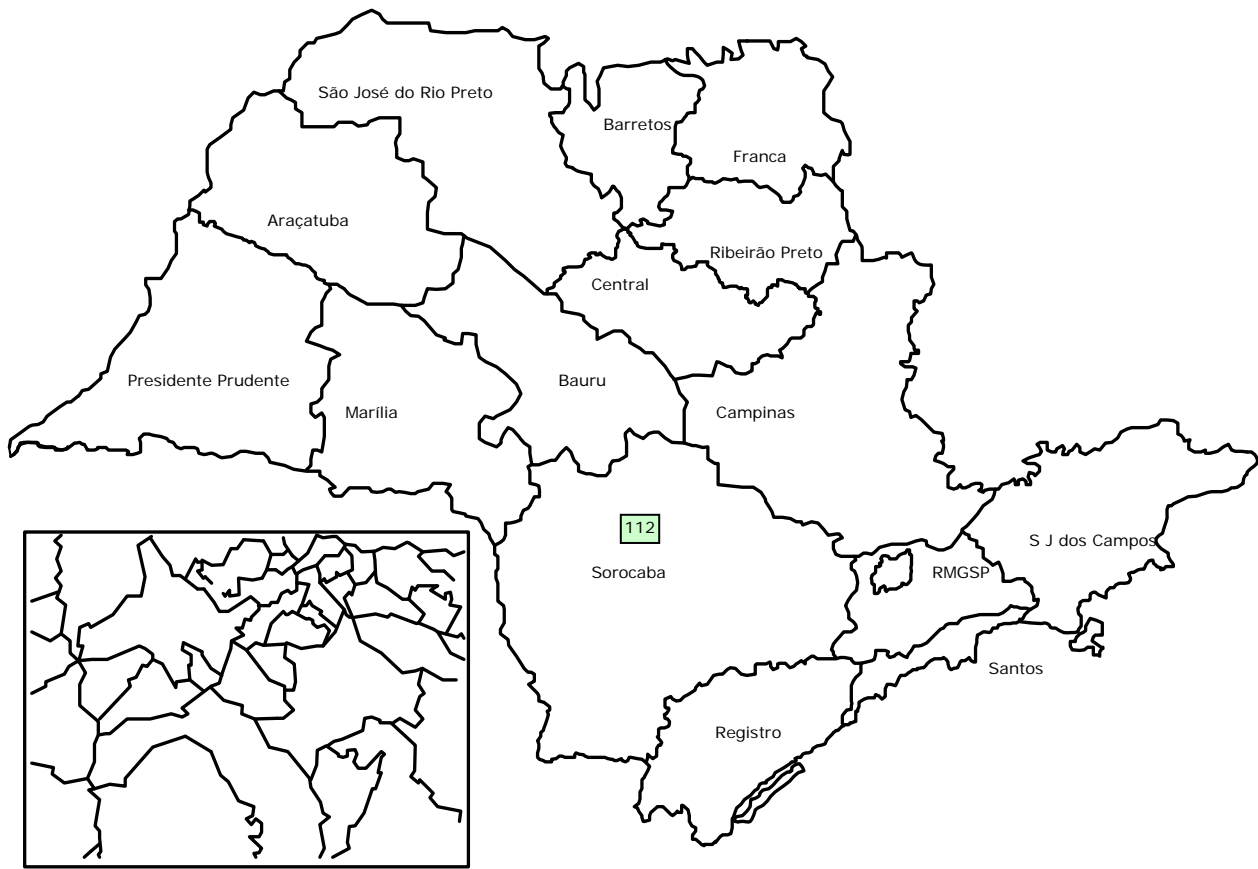 São José do Rio Preto
Barretos
Franca
Araçatuba
Ribeirão Preto
Central
Presidente Prudente
Bauru
Marília
Campinas
112
S J dos Campos
Sorocaba
RMGSP
Santos
Registro